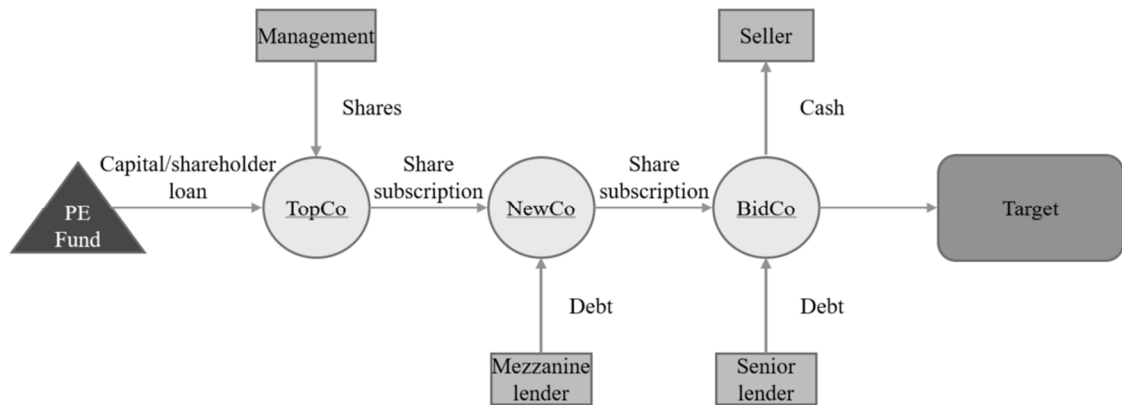 Management
Seller
Shares
Cash
Capital/shareholder
loan
Share
subscription
Share
subscription
PE
Fund
TopCo
NewCo
BidCo
Target
Debt
Debt
Mezzanine
lender
Senior
lender